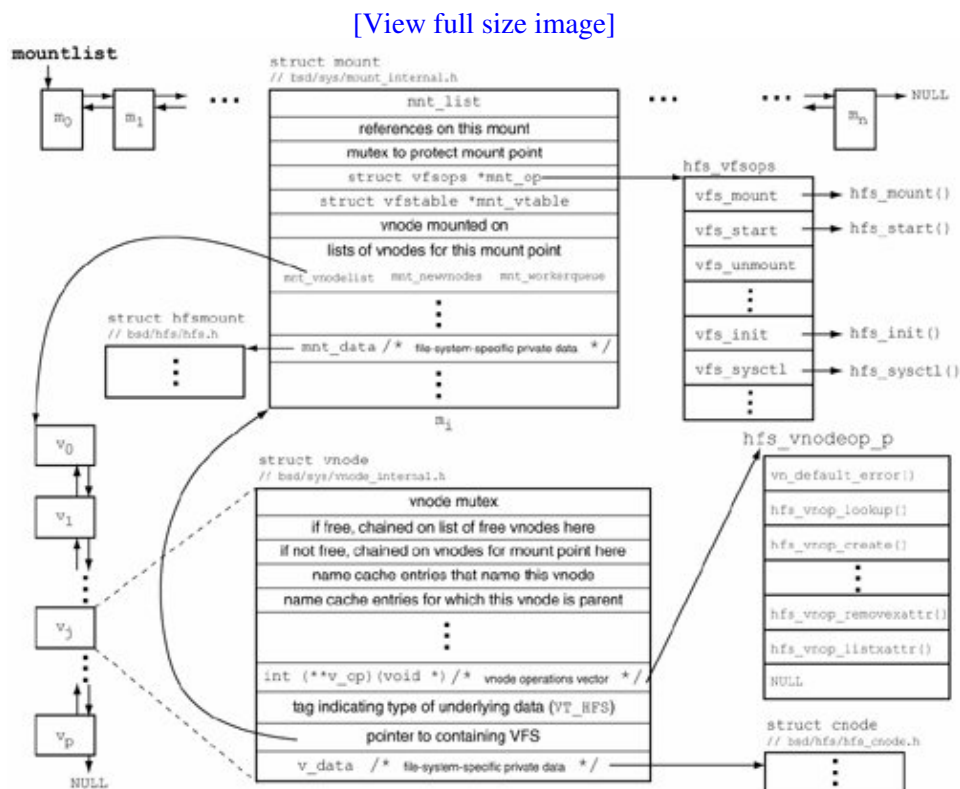 [View full size image]
mountlist
m0
m1
...
struct mount
// bsd/sys/mount_internal.h
mnt_list
references on this mount
mutex to protect mount point
struct vfsops *mnt_op
struct vfstable *mnt_vtable
vnode mounted on
lists of vnodes for this mount point
mnt_vnodelist mnt_newvnodes mnt_workerqueue
mnt_data /* file-system-specific private data */
mi
... ...
mn
NULL
hfs_vfsops
vfs_mount hfs_mount()
vfs_start hfs_start()
vfs_unmount
vfs_init hfs_init()
vfs_sysctl hfs_sysctl()
struct hfsmount
// bsd/hfs/hfs.h
v0
v1
vj
vp
NULL
struct vnode
// bsd/sys/vnode_internal.h
vnode mutex
if free, chained on list of free vnodes here
if not free, chained on vnodes for mount point here
name cache entries that name this vnode
name cache entries for which this vnode is parent
int (**v_op)(void *) /* vnode operations vector */
tag indicating type of underlying data (VT_HFS)
pointer to containing VFS
v_data /* file-system-specific private data */
hfs_vnodeop_p
vn_default_error()
hfs_vnop_lookup()
hfs_vnop_create()
hfs_vnop_removexattr()
hfs_vnop_listxattr()
NULL
struct cnode
// bsd/hfs/hfs_cnode.h